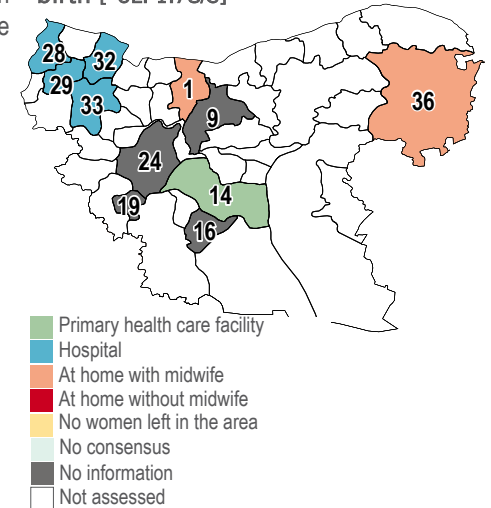 birth
e
28
32
29
33
1
9
36
24
14
19
16
Primary health care facility
Hospital
At home with midwife
At home without midwife
No women left in the area
No consensus
No information
Not assessed